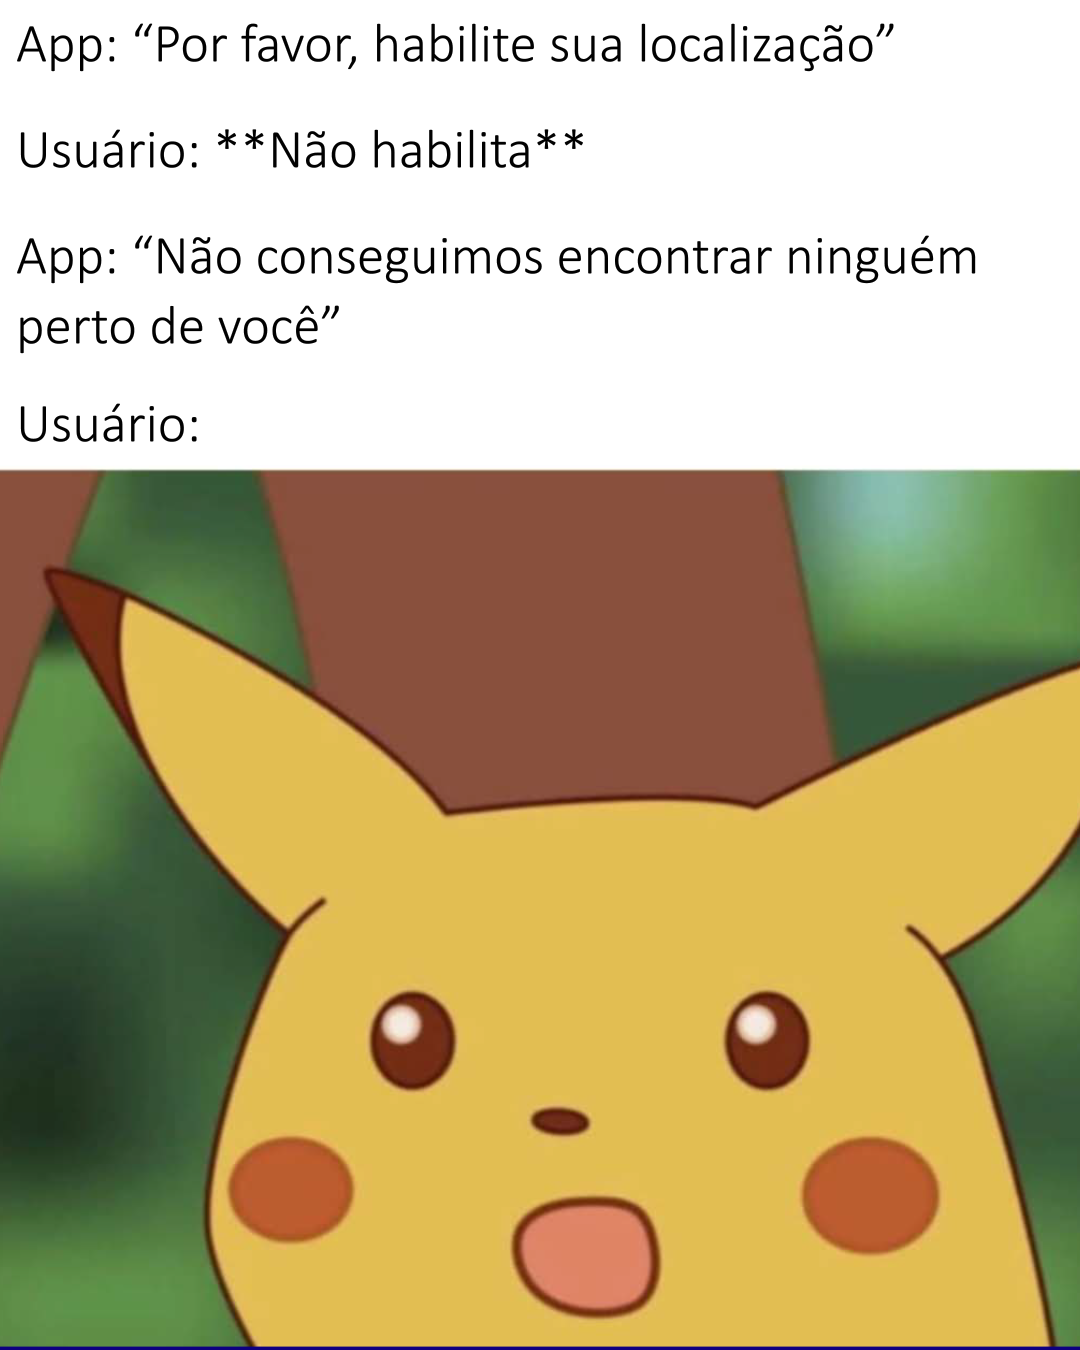 App: “Por favor, habilite sua localização”
Usuário: **Não habilita**
App: “Não conseguimos encontrar ninguém
perto de você”
Usuário: